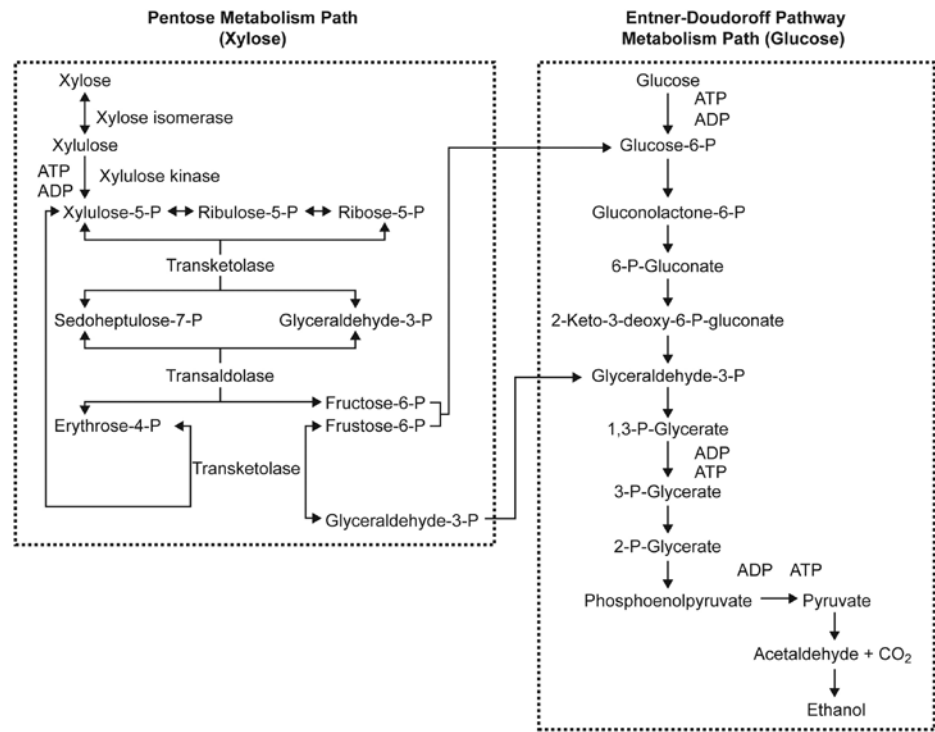 Pentose Metabolism Path
(Xylose)
Xylose
Xylose isomerase
Xylulose
ATP
ADP
Xylulose kinase
Xylulose-5-P
Ribulose-5-P
Ribose-5-P
Transketolase
Sedoheptulose-7-P
Glyceraldehyde-3-P
Transaldolase
Fructose-6-P
Erythrose-4-P
Frustose-6-P
Transketolase
Glyceraldehyde-3-P
Entner-Doudoroff Pathway
Metabolism Path (Glucose)
Glucose
ATP
ADP
Glucose-6-P
Gluconolactone-6-P
6-P-Gluconate
2-Keto-3-deoxy-6-P-gluconate
Glyceraldehyde-3-P
1,3-P-Glycerate
ADP
ATP
3-P-Glycerate
2-P-Glycerate
ADP ATP
Phosphoenolpyruvate
Pyruvate
Acetaldehyde + CO₂
Ethanol